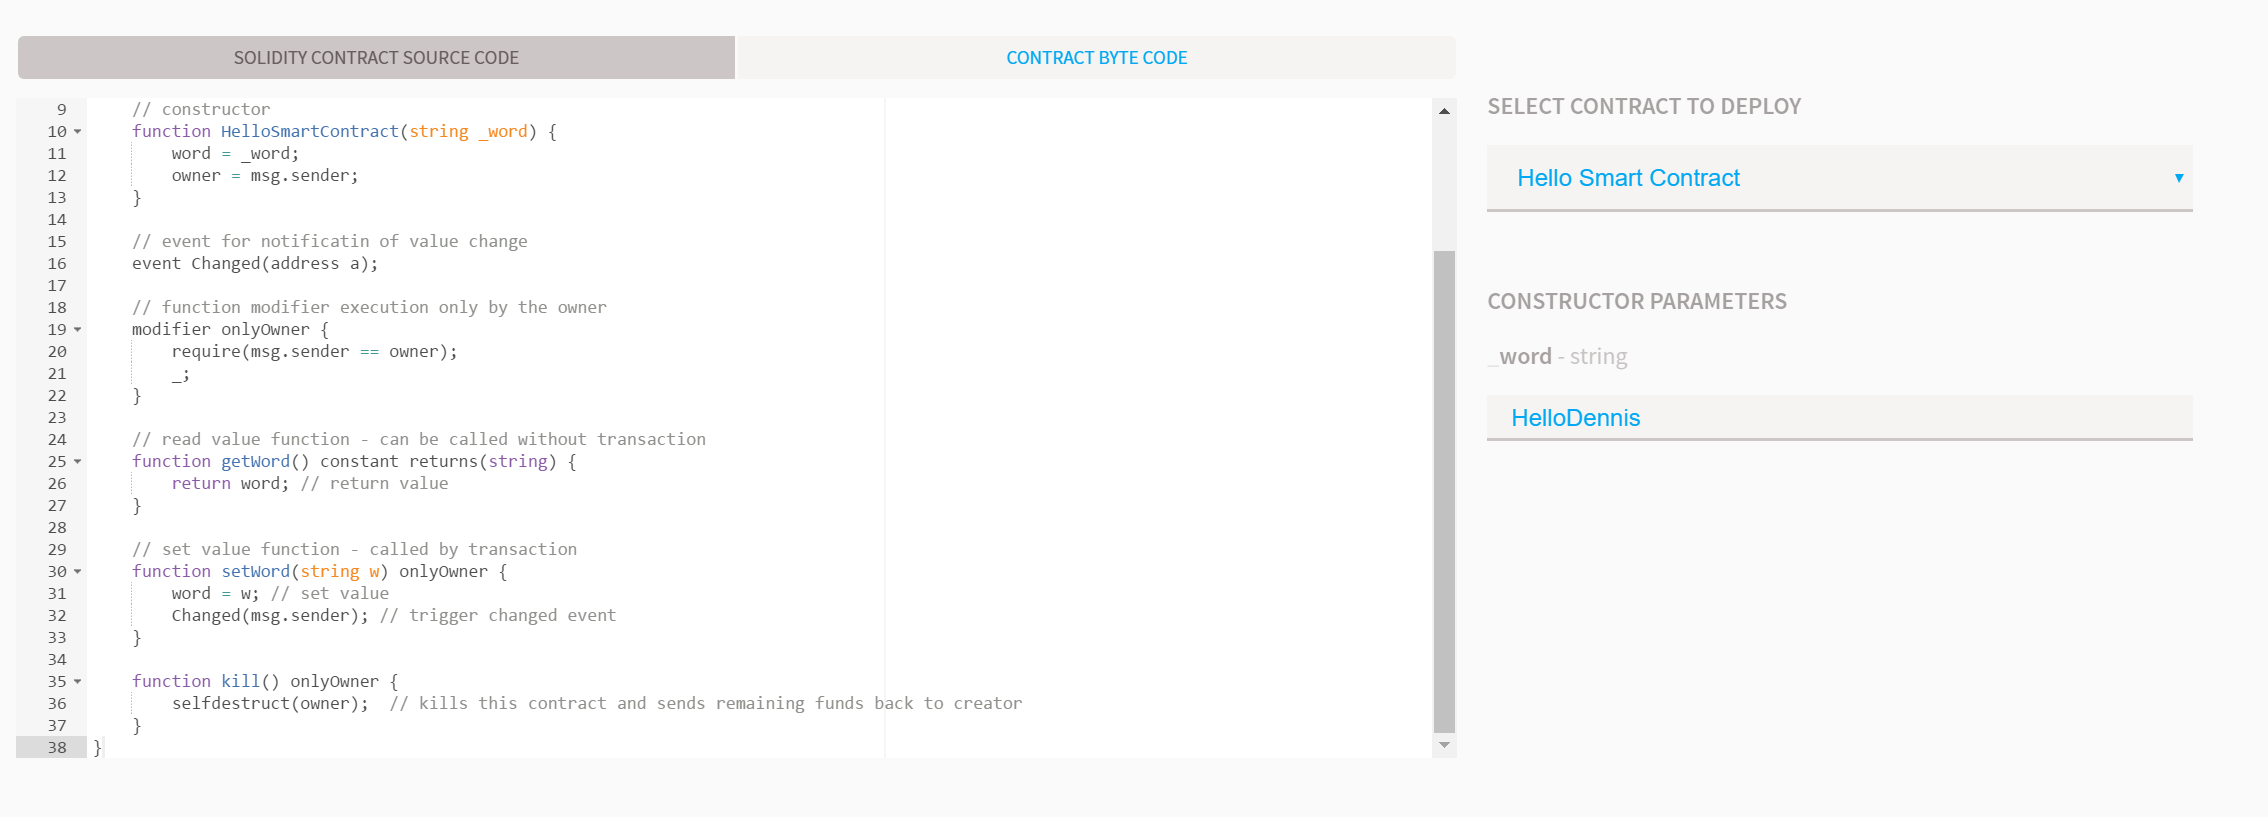 SOLIDITY CONTRACT SOURCE CODE
CONTRACT BYTE CODE
9 // constructor
10 function HelloSmartContract(string _word) {
11 word = _word;
12 owner = msg.sender;
13 }
14
15 // event for notificatin of value change
16 event Changed(address a);
17
18 // function modifier execution only by the owner
19 modifier onlyOwner {
20 require(msg.sender == owner);
21 _;
22 }
23
24 // read value function - can be called without transaction
25 function getWord() constant returns(string) {
26 return word; // return value
27 }
28
29 // set value function - called by transaction
30 function setWord(string w) onlyOwner {
31 word = w; // set value
32 Changed(msg.sender); // trigger changed event
33 }
34
35 function kill() onlyOwner {
36 selfdestruct(owner);  // kills this contract and sends remaining funds back to creator
37 }
38 }
SELECT CONTRACT TO DEPLOY
Hello Smart Contract
CONSTRUCTOR PARAMETERS
_word - string
HelloDennis